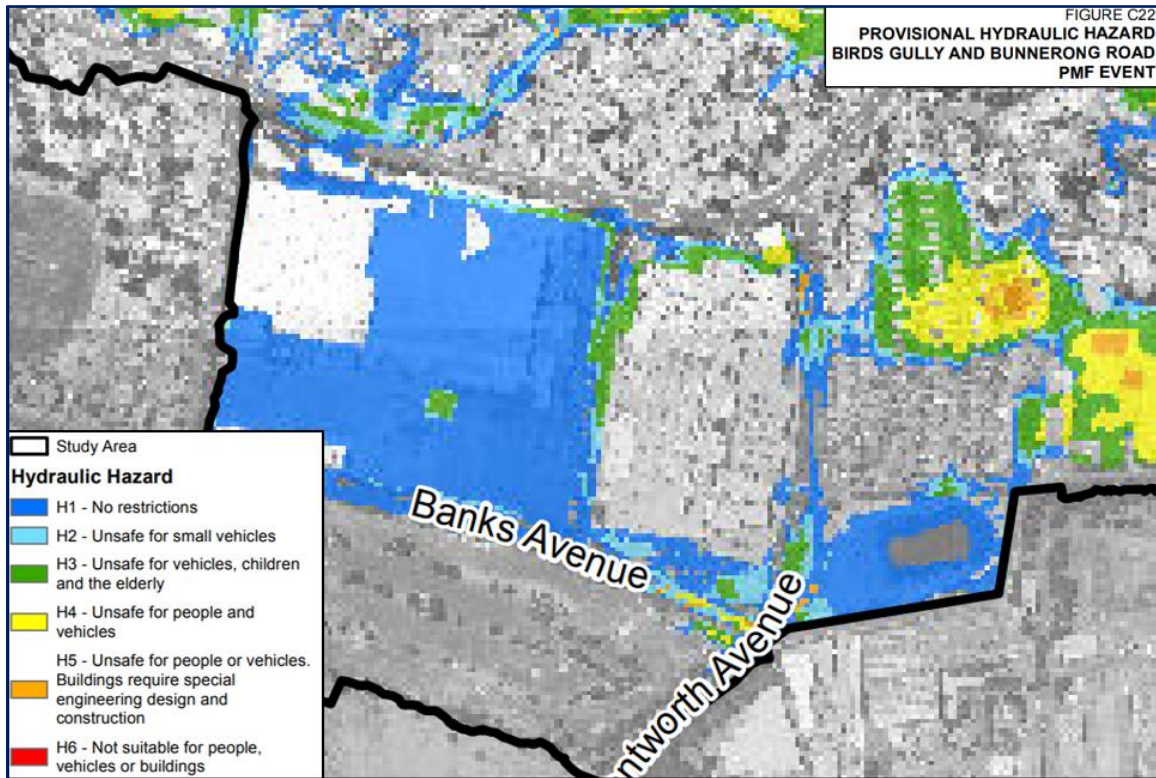 FIGURE C22
PROVISIONAL HYDRAULIC HAZARD
BIRDS GULLY AND BUNNERONG ROAD
PMF EVENT
Banks Avenue
ntworth Avenue
Study Area
Hydraulic Hazard
H1 - No restrictions
H2 - Unsafe for small vehicles
H3 - Unsafe for vehicles, children
and the elderly
H4 - Unsafe for people and
vehicles
H5 - Unsafe for people or vehicles.
Buildings require special
engineering design and
construction
H6 - Not suitable for people,
vehicles or buildings